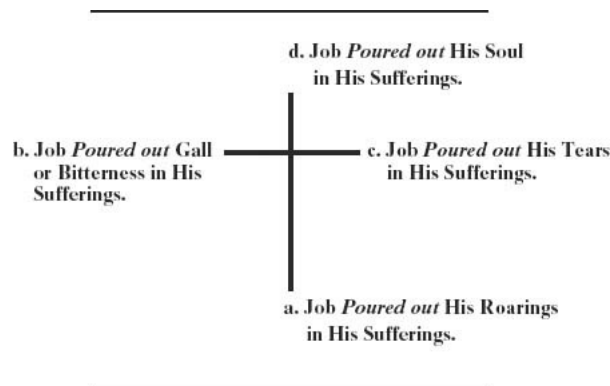 d. Job Poured out His Soul
in His Sufferings.
b. Job Poured out Gall
or Bitterness in His
Sufferings.
c. Job Poured out His Tears
in His Sufferings.
a. Job Poured out His Roarings
in His Sufferings.